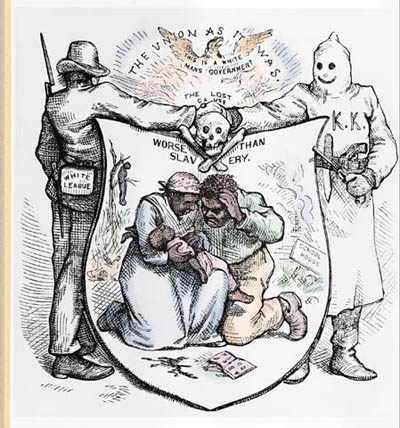 THE UNION AS IT WAS.
THIS IS A WHITE
MANS GOVERNMENT
THE LOST
CAUSE
WORSE THAN
SLAVERY.
WHITE
LEAGUE
K.K.
SCHOOL
HOUSE